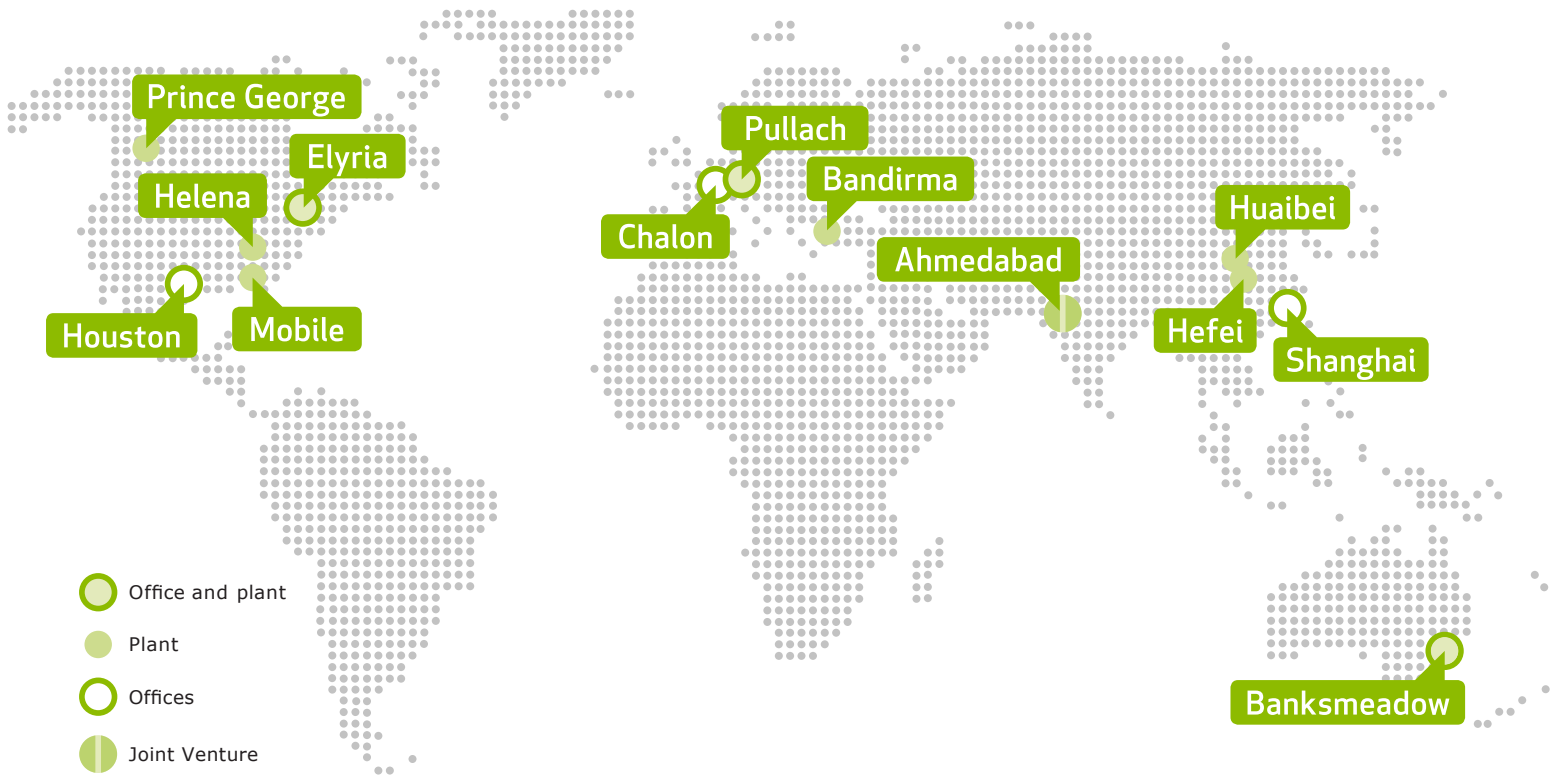 Prince George
Elyria
Helena
Houston
Mobile
Pullach
Bandirma
Chalon
Ahmedabad
Huaibei
Hefei
Shanghai
Banksmeadow
Office and plant
Plant
Offices
Joint Venture